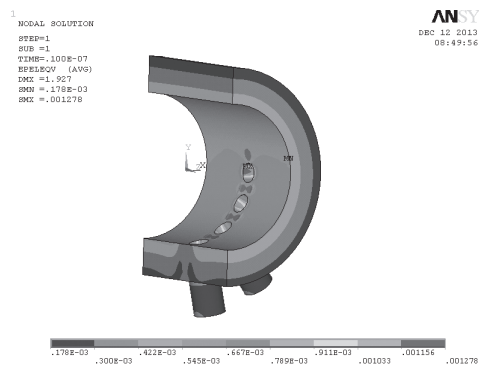 1
NODAL SOLUTION
STEP=1
SUB =1
TIME=.100E-07
EPELEQV (AVG)
DMX =1.927
SMN =.178E-03
SMX =.001278
ANSY
DEC 12 2013
08:49:56
Y
X
MN
.178E-03 .422E-03 .667E-03 .911E-03 .001156
.300E-03 .545E-03 .789E-03 .001033 .001278